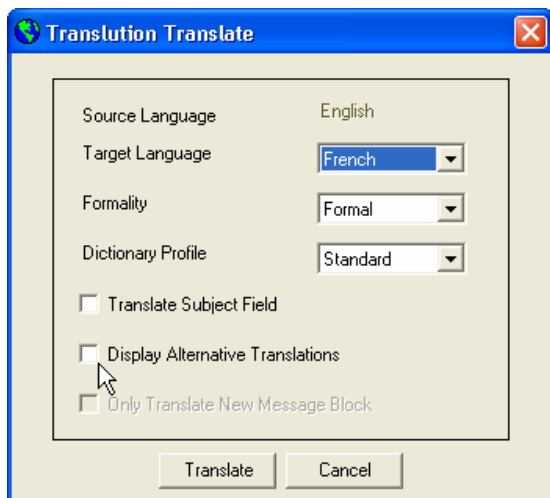 Translution Translate
Source Language English
Target Language French
Formality Formal
Dictionary Profile Standard
Translate Subject Field
Display Alternative Translations
Only Translate New Message Block
Translate Cancel